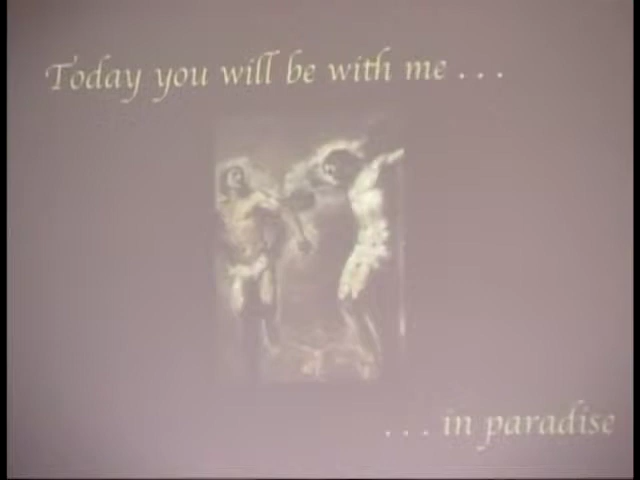 Today you will be with me . . .
. . . in paradise